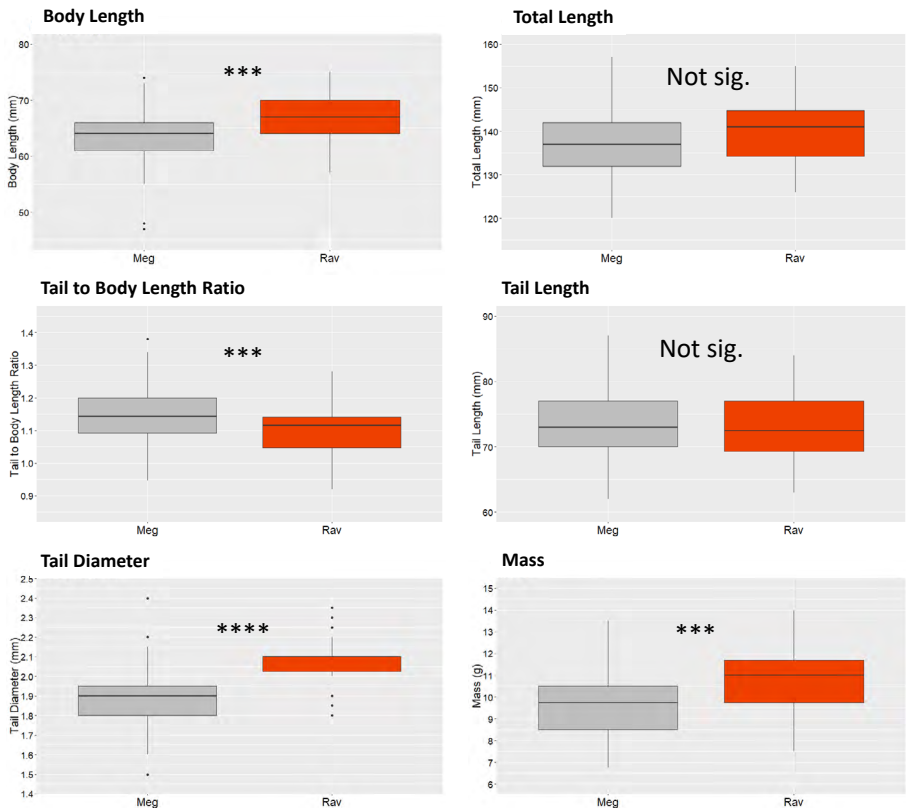 Body Length
80
70
60
50
Body Length (mm)
***
Meg
Rav
Total Length
160
150
140
130
120
Total Length (mm)
Not sig.
Meg
Rav
Tail to Body Length Ratio
1.4
1.3
1.2
1.1
1.0
0.9
Tail to Body Length Ratio
***
Meg
Rav
Tail Length
90
80
70
60
Tail Length (mm)
Not sig.
Meg
Rav
Tail Diameter
2.5
2.4
2.3
2.2
2.1
2.0
1.9
1.8
1.7
1.6
1.5
1.4
Tail Diameter (mm)
****
Meg
Rav
Mass
15
14
13
12
11
10
9
8
7
6
Mass (g)
***
Meg
Rav